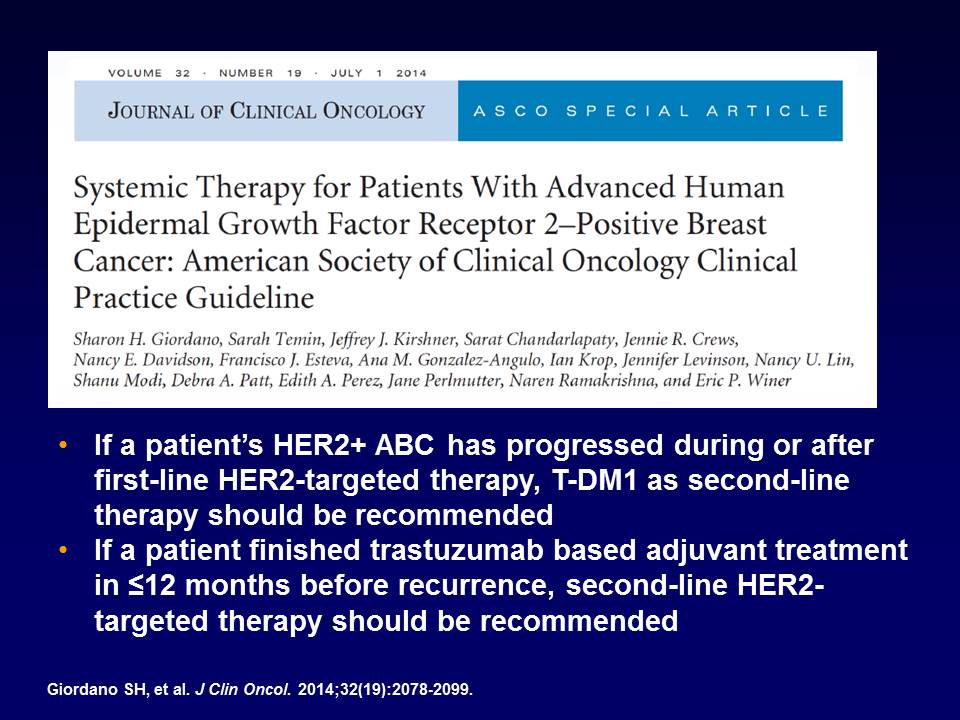 VOLUME 32 · NUMBER 19 · JULY 1 2014
JOURNAL OF CLINICAL ONCOLOGY
ASCO SPECIAL ARTICLE
Systemic Therapy for Patients With Advanced Human
Epidermal Growth Factor Receptor 2–Positive Breast
Cancer: American Society of Clinical Oncology Clinical
Practice Guideline
Sharon H. Giordano, Sarah Temin, Jeffrey J. Kirshner, Sarat Chandarlapaty, Jennie R. Crews,
Nancy E. Davidson, Francisco J. Esteva, Ana M. Gonzalez-Angulo, Ian Krop, Jennifer Levinson, Nancy U. Lin,
Shanu Modi, Debra A. Patt, Edith A. Perez, Jane Perlmutter, Naren Ramakrishna, and Eric P. Winer
• If a patient’s HER2+ ABC has progressed during or after
first-line HER2-targeted therapy, T-DM1 as second-line
therapy should be recommended
• If a patient finished trastuzumab based adjuvant treatment
in ≤12 months before recurrence, second-line HER2-
targeted therapy should be recommended
Giordano SH, et al. J Clin Oncol. 2014;32(19):2078-2099.